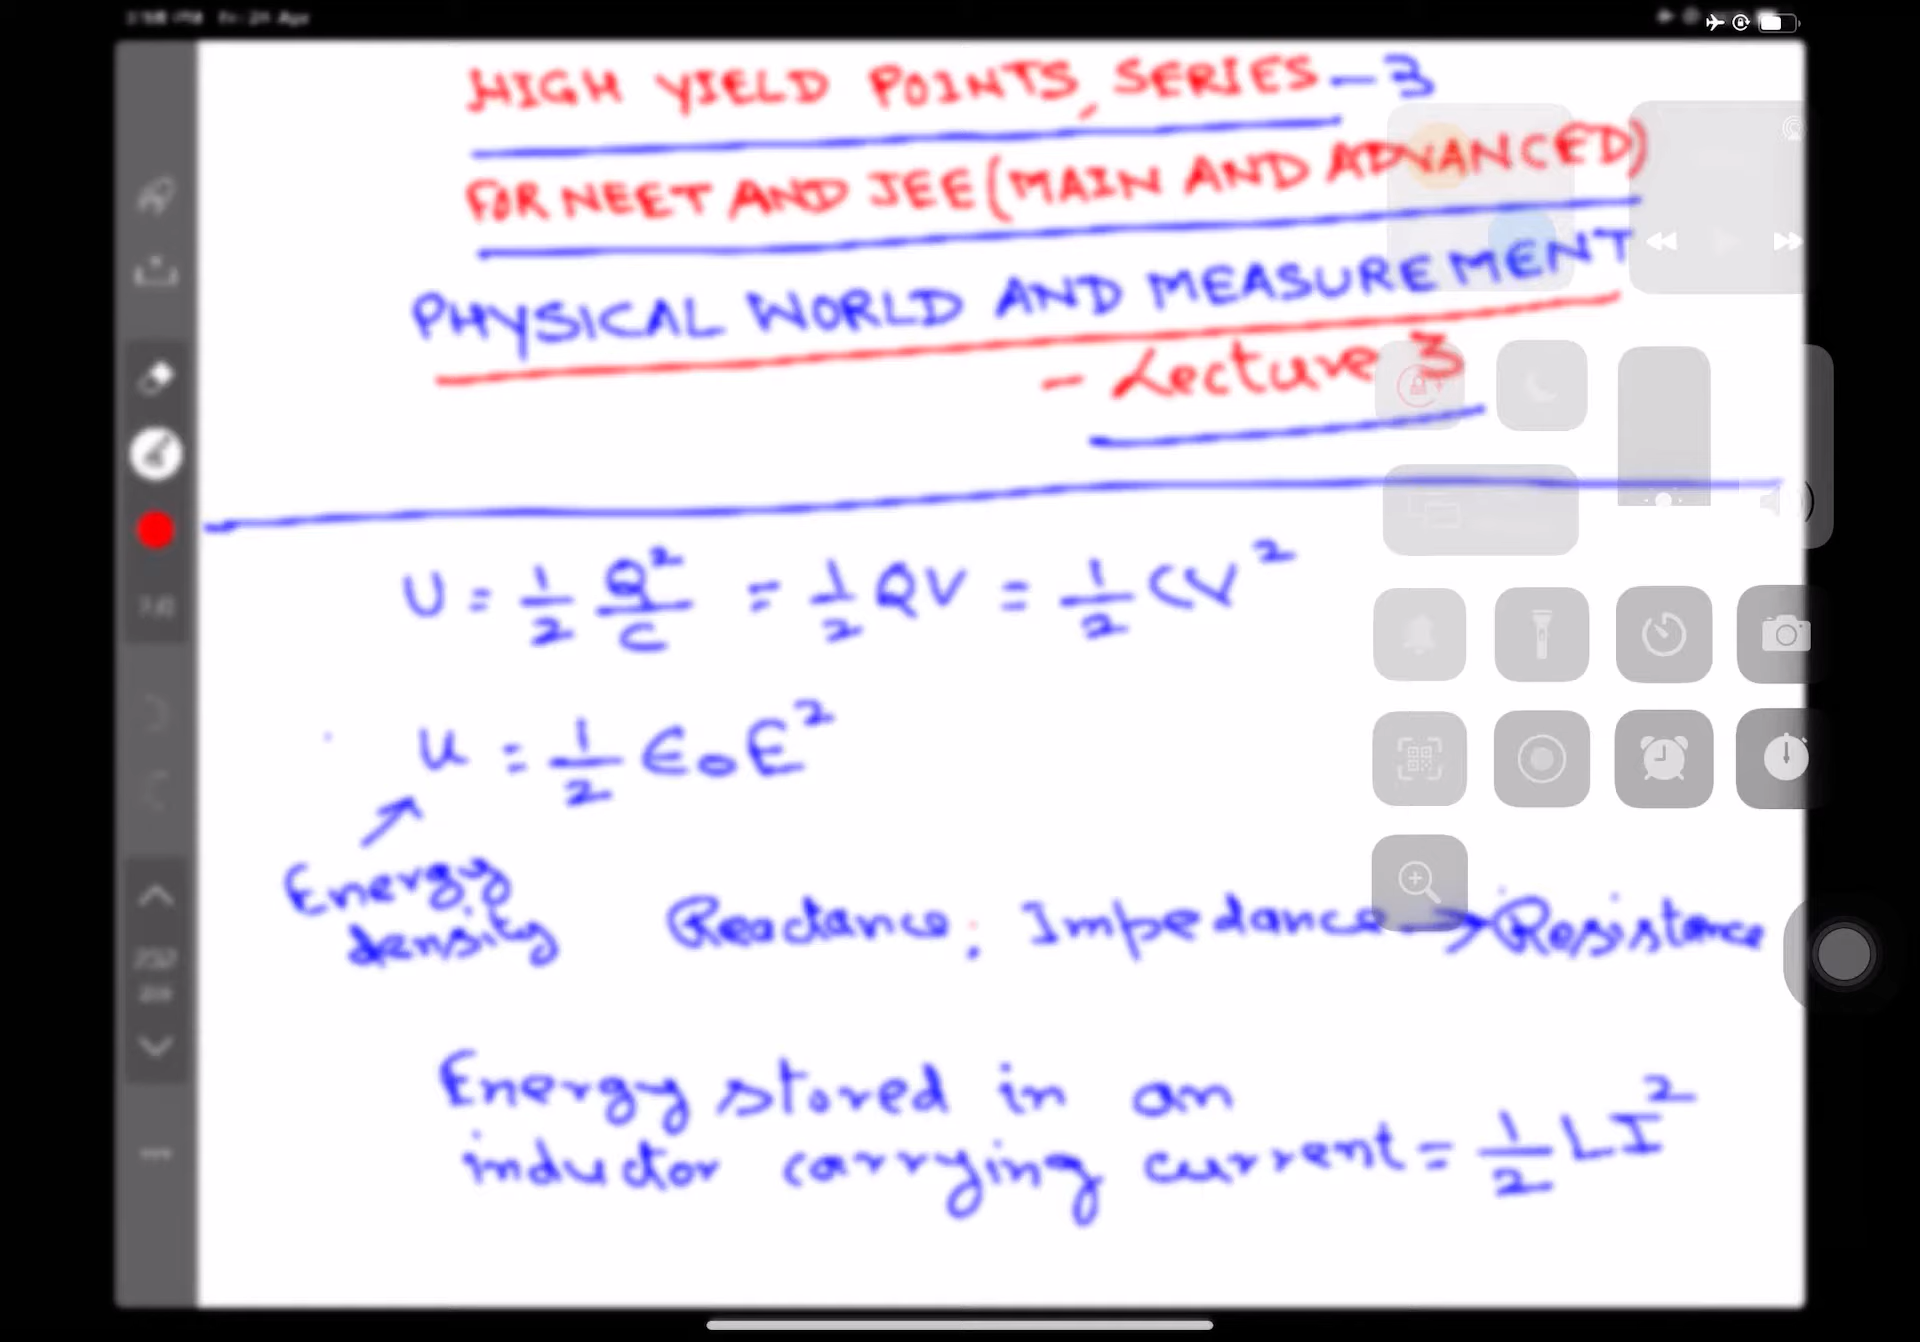 HIGH YIELD POINTS, SERIES - 3
FOR NEET AND JEE (MAIN AND ADVANCED)
PHYSICAL WORLD AND MEASUREMENT
- Lecture 3
U = 1/2 Q²/C = 1/2 QV = 1/2 CV²
u = 1/2 ε₀E²
Energy
density
Reactance; Impedance → Resistance
Energy stored in an
inductor carrying current = 1/2 LI²